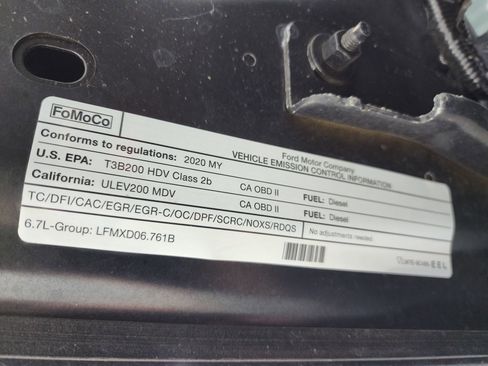 FoMoCo
Ford Motor Company
VEHICLE EMISSION CONTROL INFORMATION
Conforms to regulations: 2020 MY
U.S. EPA: T3B200 HDV Class 2b CA OBD II FUEL: Diesel
California: ULEV200 MDV CA OBD II FUEL: Diesel
TC/DFI/CAC/EGR/EGR-C/OC/DPF/SCRC/NOXS/RDQS No adjustments needed.
6.7L-Group: LFMXD06.761B
EEL